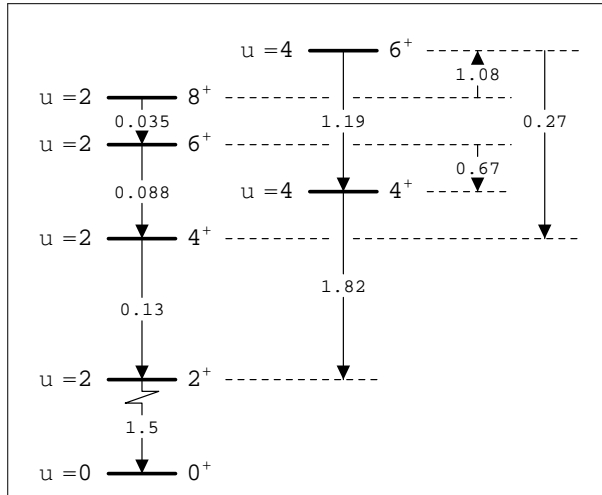 u =4 6⁺
1.08
u =2 8⁺
0.035 1.19 0.27
u =2 6⁺
0.67
0.088 u =4 4⁺
u =2 4⁺
1.82
0.13
u =2 2⁺
1.5
u =0 0⁺